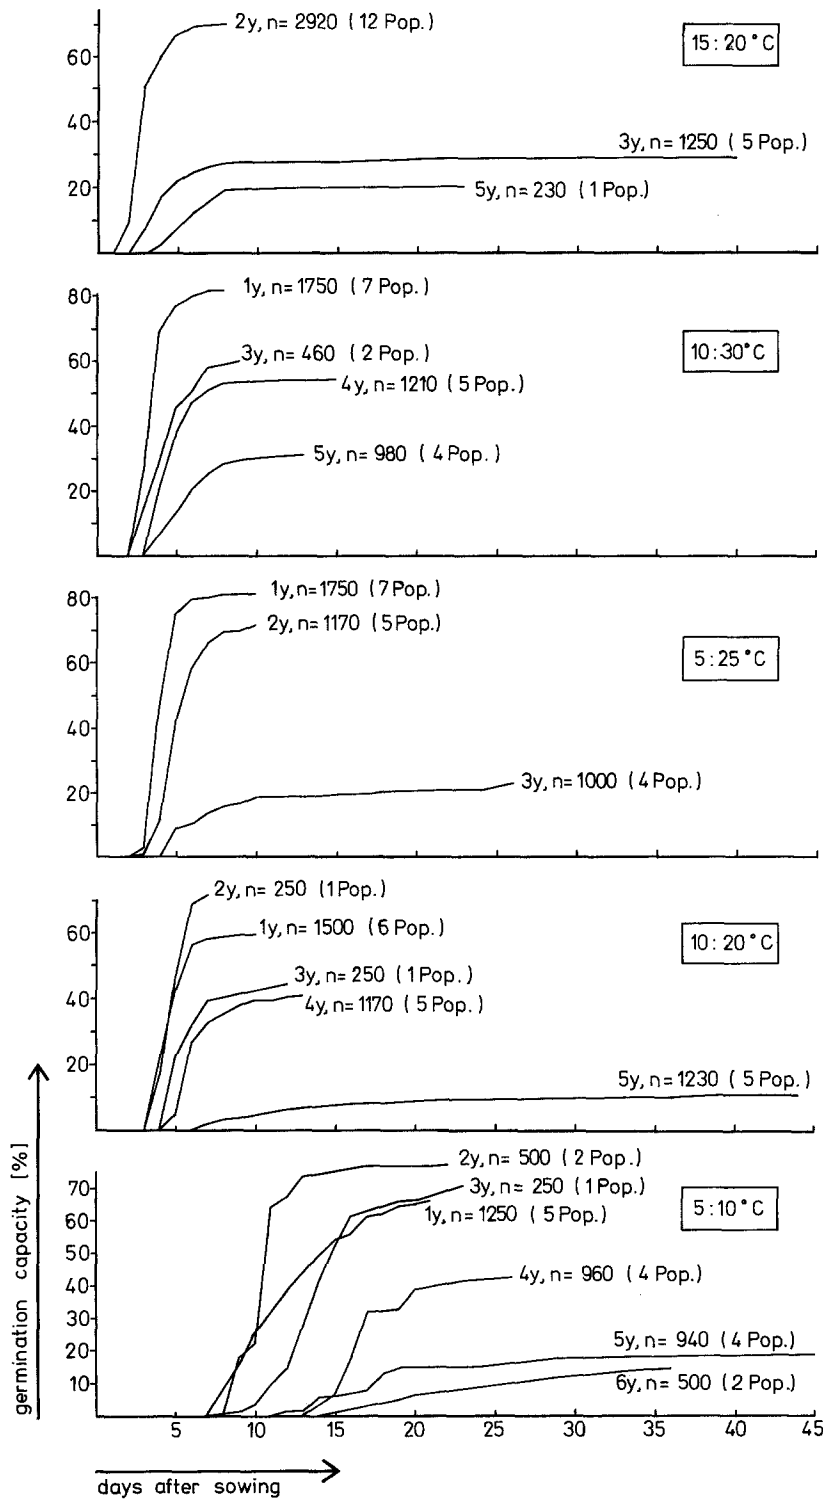 2y, n= 2920 (12 Pop.)
15:20°C
60
40
20
3y, n= 1250 ( 5 Pop.)
5y, n= 230 (1 Pop.)
80
60
40
20
1y, n= 1750 ( 7 Pop.)
3y, n= 460 ( 2 Pop.)
4y, n= 1210 ( 5 Pop.)
5y, n= 980 ( 4 Pop.)
10:30°C
80
60
40
20
1y, n= 1750 (7 Pop.)
2y, n= 1170 (5 Pop.)
3y, n= 1000 (4 Pop.)
5:25°C
60
40
20
2y, n= 250 (1 Pop.)
1y, n= 1500 (6 Pop.)
3y, n= 250 (1 Pop.)
4y, n= 1170 ( 5 Pop.)
5y, n= 1230 ( 5 Pop.)
10:20°C
70
60
50
40
30
20
10
2y, n= 500 (2 Pop.)
3y, n= 250 (1 Pop.)
1y, n= 1250 ( 5 Pop.)
4y, n= 960 ( 4 Pop.)
5y, n= 940 ( 4 Pop.)
6y, n= 500 (2 Pop.)
5:10°C
5 10 15 20 25 30 35 40 45
germination capacity [%]
days after sowing